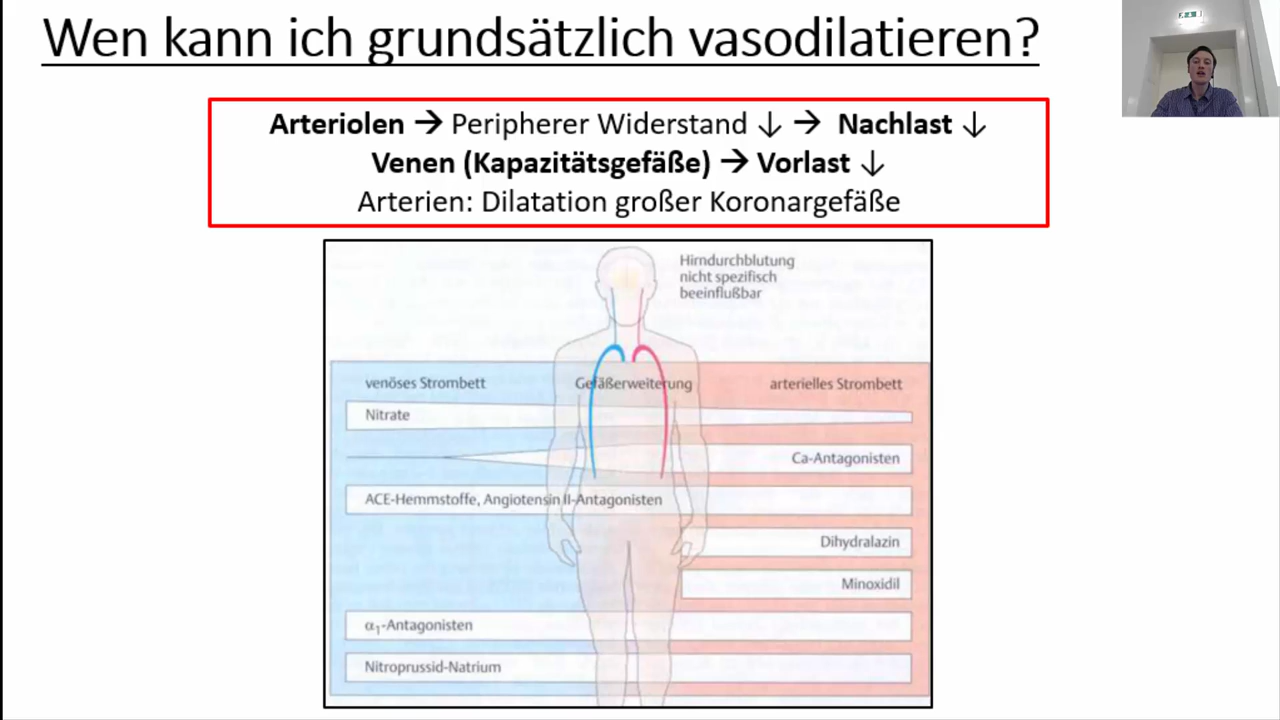 Wen kann ich grundsätzlich vasodilatieren?
Arteriolen → Peripherer Widerstand ↓ → Nachlast ↓
Venen (Kapazitätsgefäße) → Vorlast ↓
Arterien: Dilatation großer Koronargefäße
Hirndurchblutung
nicht spezifisch
beeinflußbar
venöses Strombett Gefäßerweiterung arterielles Strombett
Nitrate
Ca-Antagonisten
ACE-Hemmstoffe, Angiotensin II-Antagonisten
Dihydralazin
Minoxidil
α₁-Antagonisten
Nitroprussid-Natrium